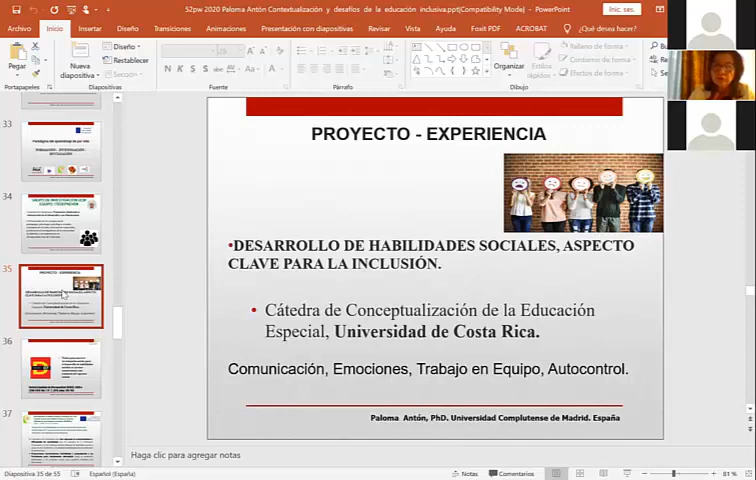 52pw 2020 Paloma Antón Contextualización y desafíos de la educación inclusiva.ppt[Compatibility Mode] - PowerPoint
Inic. ses.
Archivo Inicio Insertar Diseño Transiciones Animaciones Presentación con diapositivas Revisar Vista Ayuda Foxit PDF ACROBAT ¿Qué desea hacer?
Pegar
Nueva diapositiva
Diseño
Restablecer
Sección
N K S
Organizar
Estilos rápidos
Relleno de forma
Contorno de forma
Efectos de forma
Portapapeles Diapositivas Fuente Párrafo Dibujo
33
34
35
36
37
PROYECTO - EXPERIENCIA
•DESARROLLO DE HABILIDADES SOCIALES, ASPECTO
CLAVE PARA LA INCLUSIÓN.
• Cátedra de Conceptualización de la Educación
Especial, Universidad de Costa Rica.
Comunicación, Emociones, Trabajo en Equipo, Autocontrol.
Paloma Antón, PhD. Universidad Complutense de Madrid. España
Haga clic para agregar notas
Diapositiva 35 de 55 Español (España) Notas Comentarios 81 %